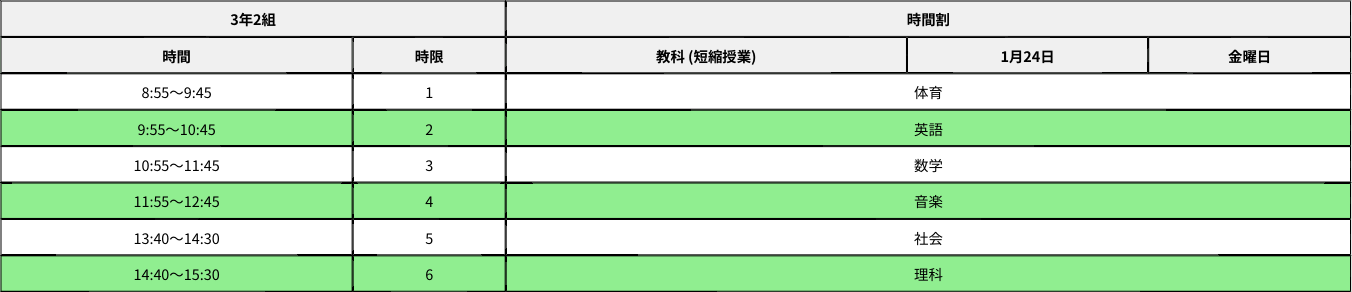 3年2組 時間割
時間 時限 教科 (短縮授業) 1月24日 金曜日
8:55～9:45 1 体育
9:55～10:45 2 英語
10:55～11:45 3 数学
11:55～12:45 4 音楽
13:40～14:30 5 社会
14:40～15:30 6 理科